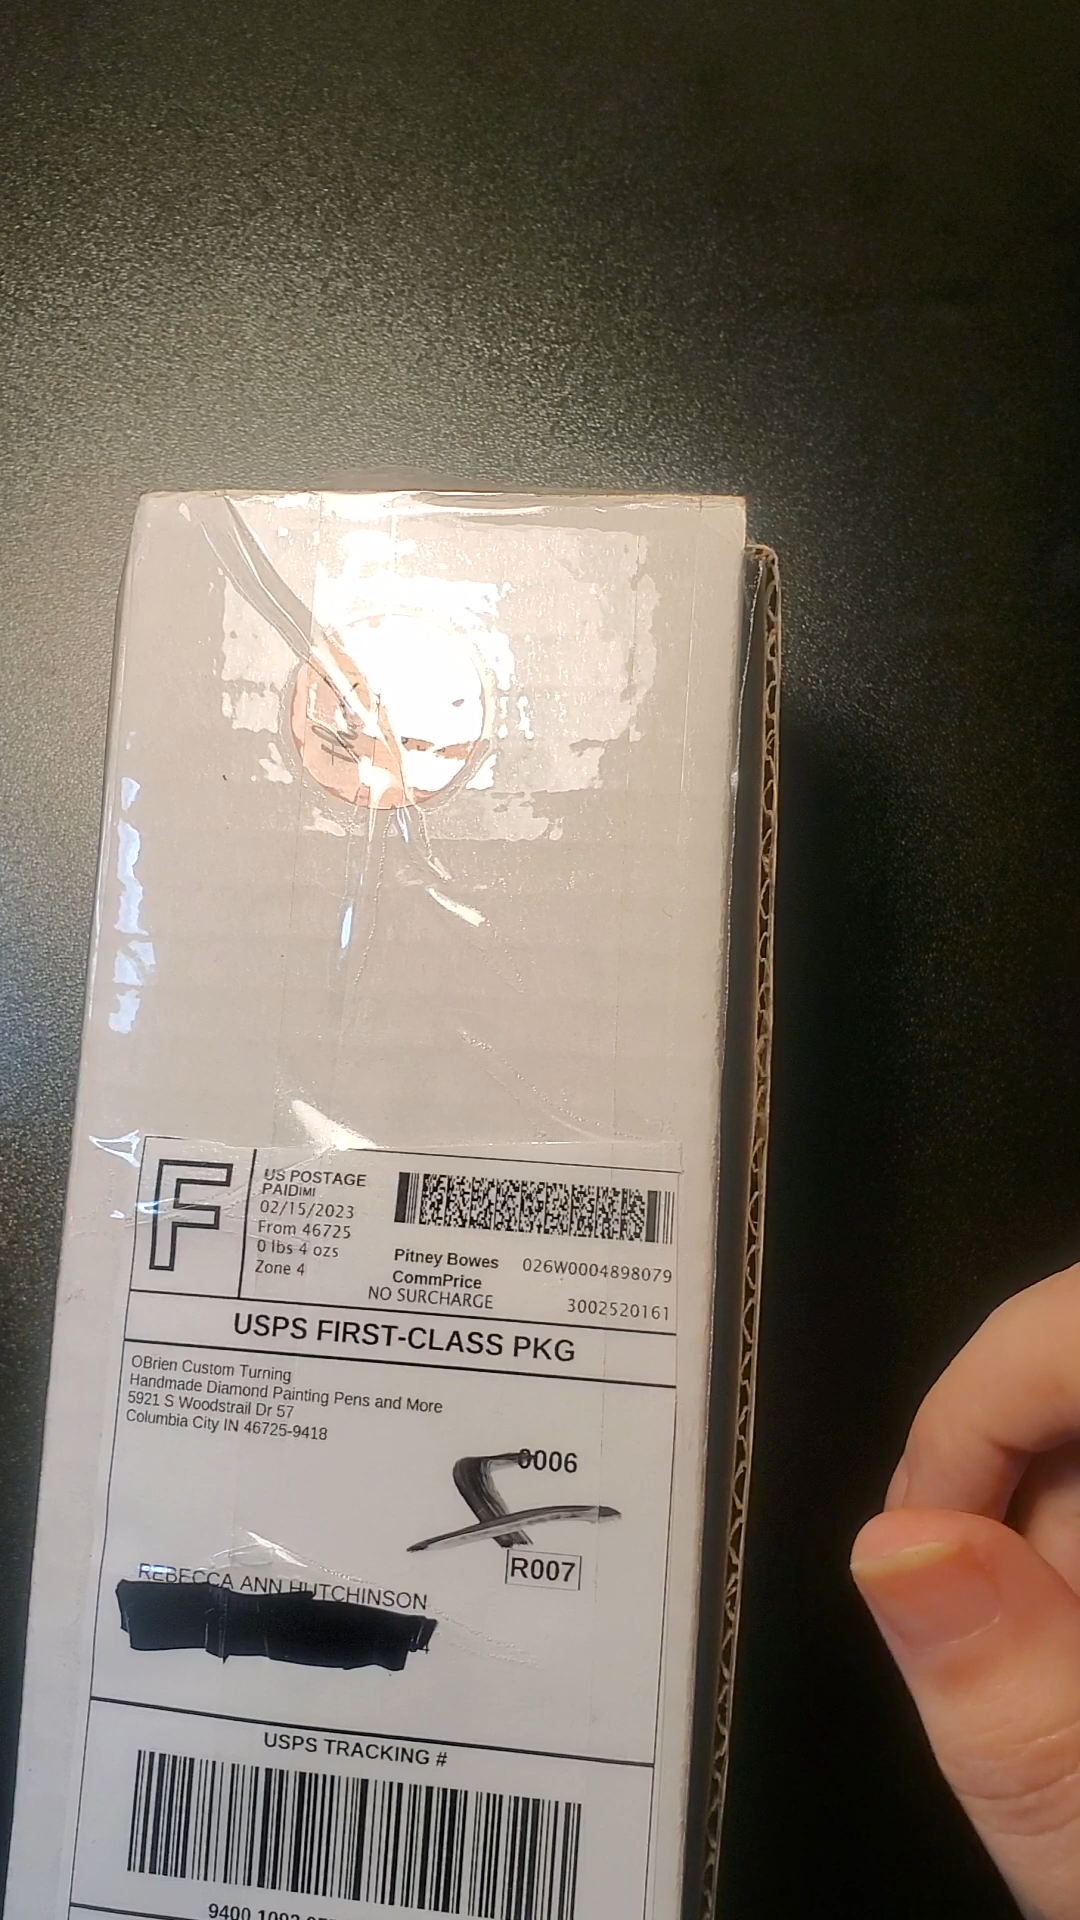 F
US POSTAGE
PAIDIMI
02/15/2023
From 46725
0 lbs 4 ozs
Zone 4
Pitney Bowes
CommPrice
NO SURCHARGE
026W0004898079
3002520161
USPS FIRST-CLASS PKG
OBrien Custom Turning
Handmade Diamond Painting Pens and More
5921 S Woodstrail Dr 57
Columbia City IN 46725-9418
0006
R007
REBECCA ANN HUTCHINSON
USPS TRACKING #
9400